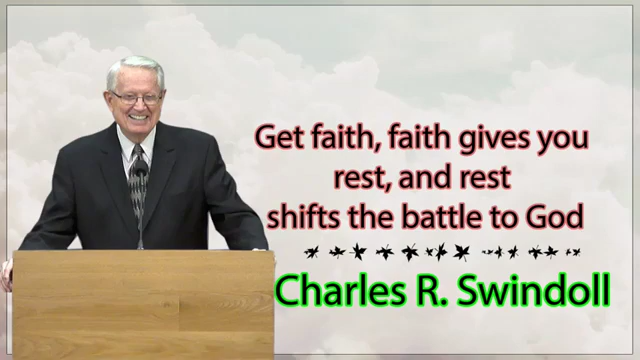 Get faith, faith gives you
rest, and rest
shifts the battle to God
Charles R. Swindoll